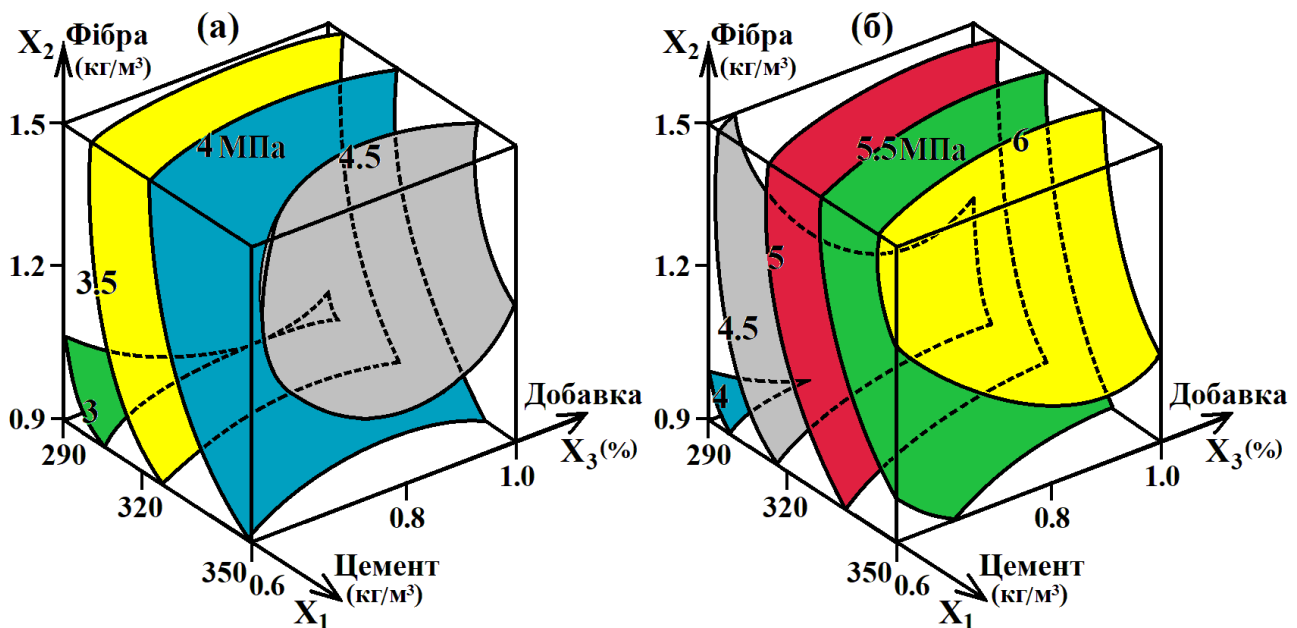 (а)
X₂ Фібра
(кг/м³)
1.5
1.2
0.9
290
320
350
0.6
0.8
1.0
4 МПа
4.5
3.5
3
Добавка
X₃ (%)
Цемент
(кг/м³)
X₁
(б)
X₂ Фібра
(кг/м³)
1.5
1.2
0.9
290
320
350
0.6
0.8
1.0
5.5МПа
6
5
4.5
4
Добавка
X₃ (%)
Цемент
(кг/м³)
X₁